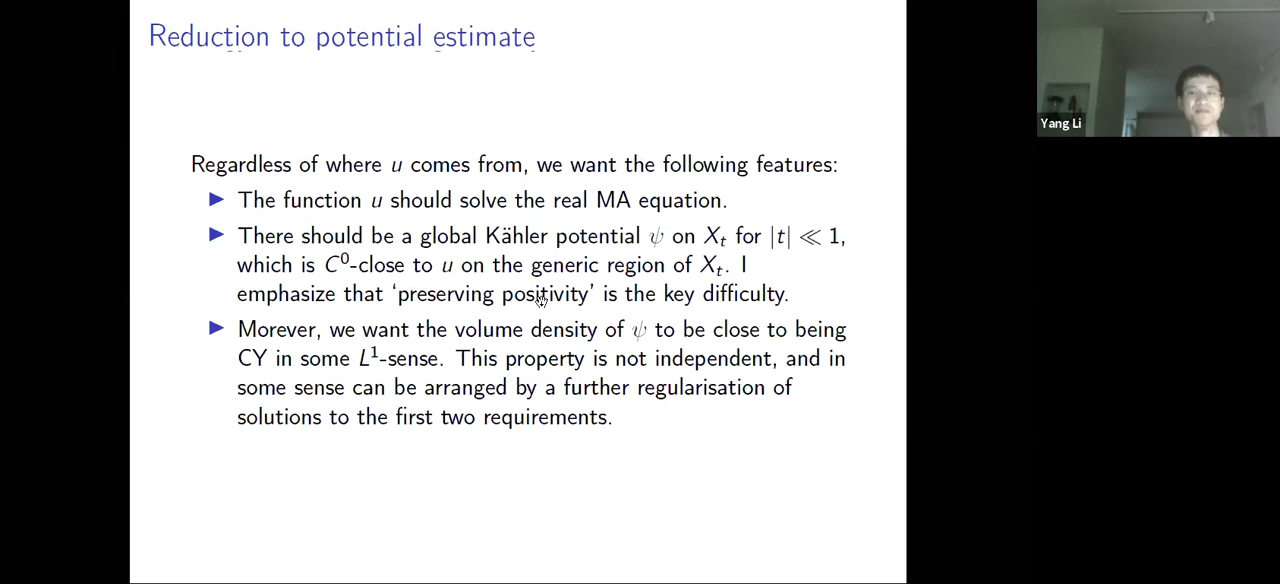 Reduction to potential estimate
Regardless of where u comes from, we want the following features:
▶ The function u should solve the real MA equation.
▶ There should be a global Kähler potential ψ on Xₜ for |t| ≪ 1,
which is C⁰-close to u on the generic region of Xₜ. I
emphasize that ‘preserving positivity’ is the key difficulty.
▶ Morever, we want the volume density of ψ to be close to being
CY in some L¹-sense. This property is not independent, and in
some sense can be arranged by a further regularisation of
solutions to the first two requirements.
Yang Li